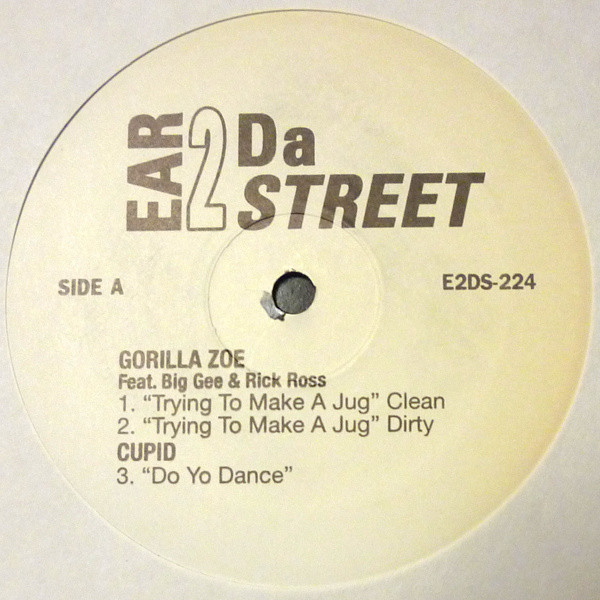 EAR 2 Da
STREET
SIDE A
E2DS-224
GORILLA ZOE
Feat. Big Gee & Rick Ross
1. “Trying To Make A Jug” Clean
2. “Trying To Make A Jug” Dirty
CUPID
3. “Do Yo Dance”